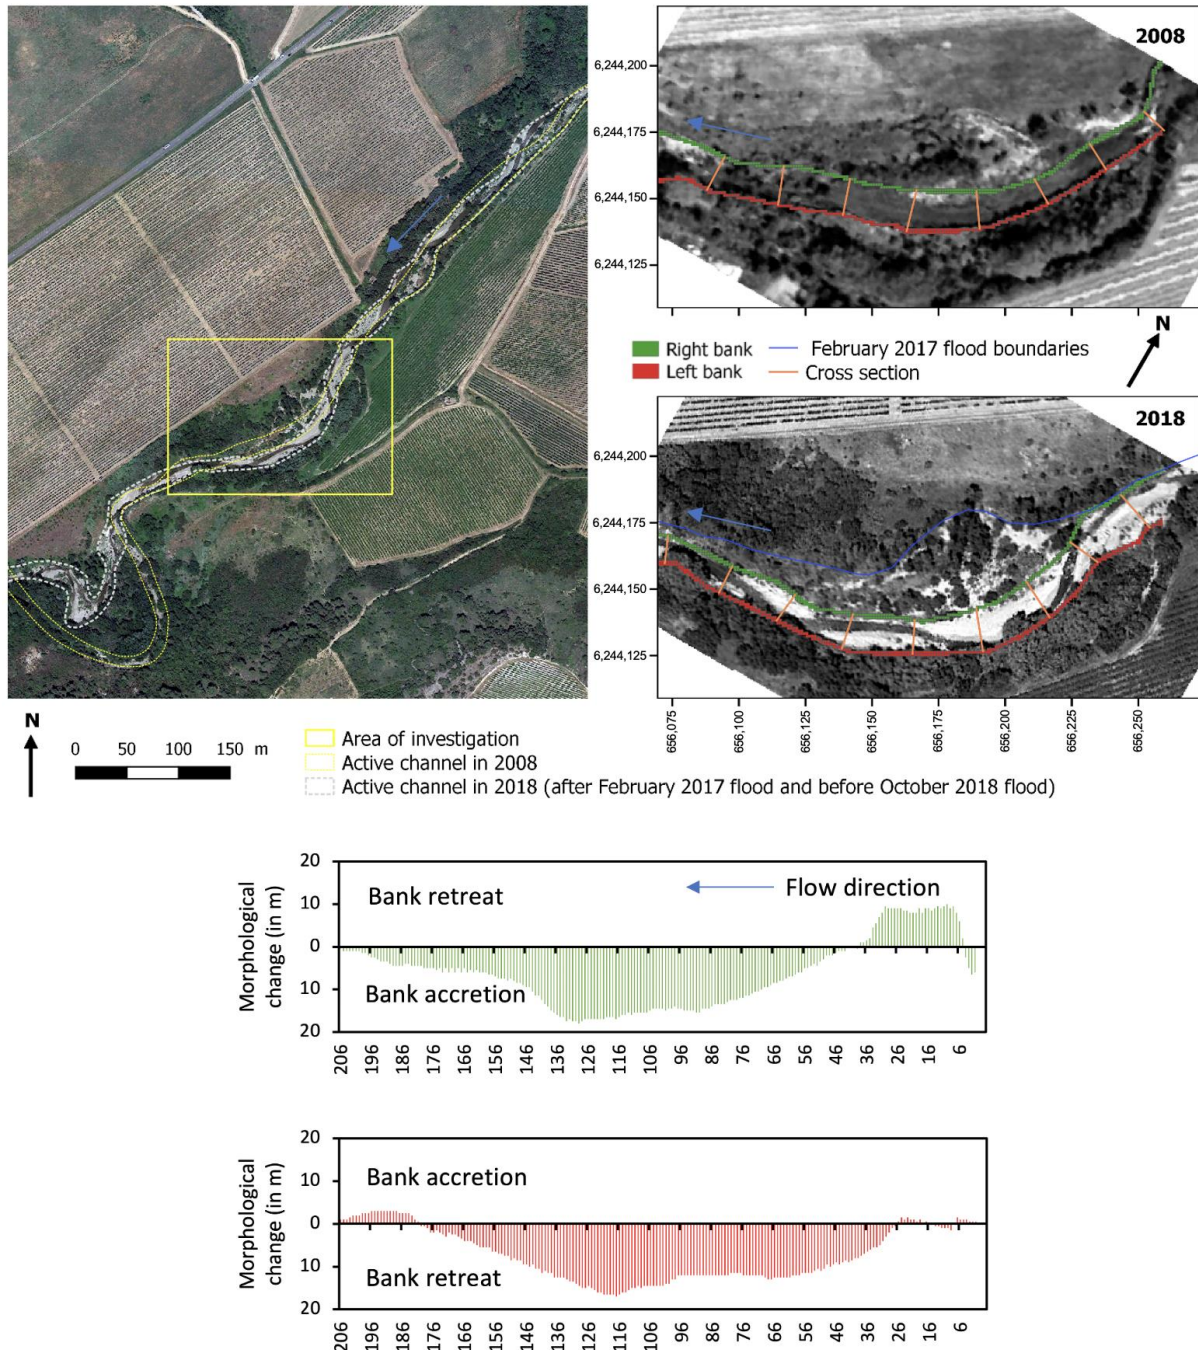 2008
6,244,200
6,244,175
6,244,150
6,244,125
N
Right bank
February 2017 flood boundaries
Left bank
Cross section
2018
6,244,200
6,244,175
6,244,150
6,244,125
656,075
656,100
656,125
656,150
656,175
656,200
656,225
656,250
N
0 50 100 150 m
Area of investigation
Active channel in 2008
Active channel in 2018 (after February 2017 flood and before October 2018 flood)
Morphological
change (in m)
20
10
0
10
20
Bank retreat
Flow direction
Bank accretion
206 196 186 176 166 156 146 136 126 116 106 96 86 76 66 56 46 36 26 16 6
Morphological
change (in m)
20
10
0
10
20
Bank accretion
Bank retreat
206 196 186 176 166 156 146 136 126 116 106 96 86 76 66 56 46 36 26 16 6